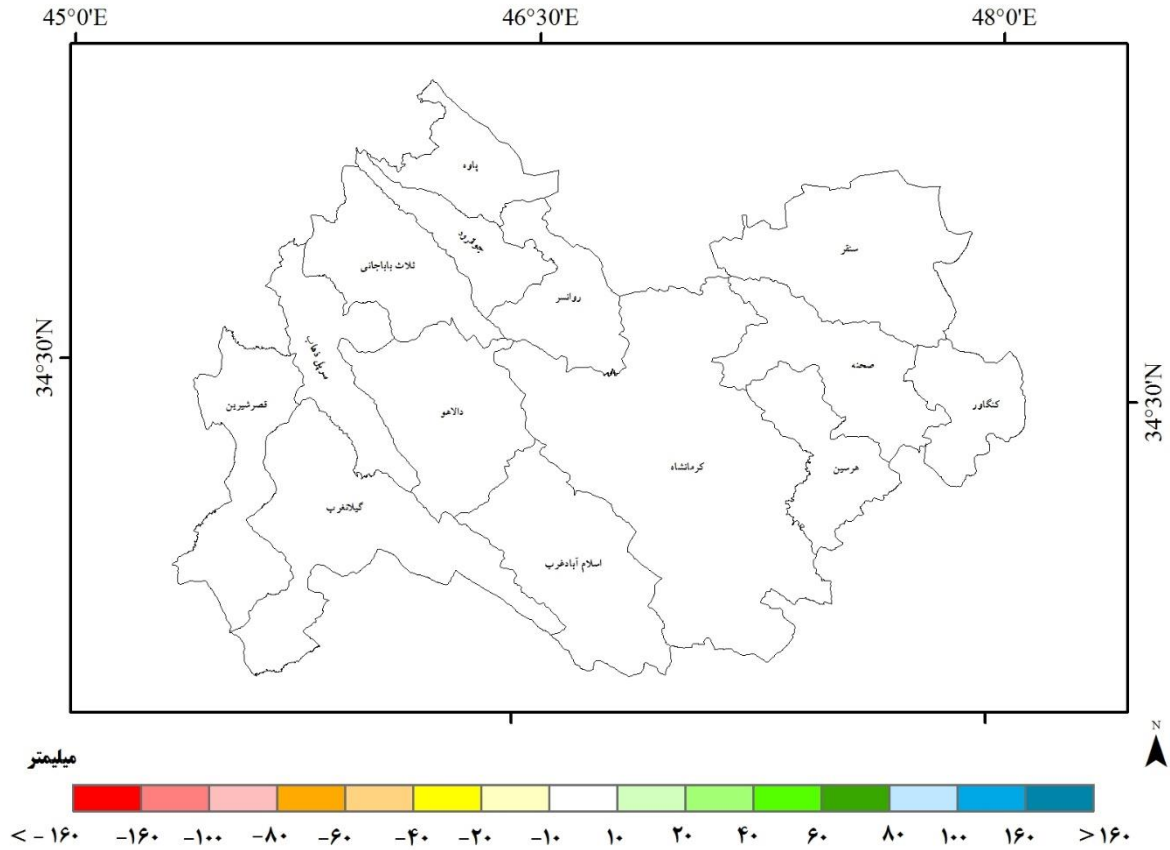 45°0'E 46°30'E 48°0'E
34°30'N
34°30'N
پاوه
جوانرود
ثلاث باباجانی
روانسر
سنقر
سرپل ذهاب
صحنه
قصرشیرین
دالاهو
کنگاور
کرمانشاه
هرسین
گیلانغرب
اسلام آبادغرب
N
میلیمتر
< -۱۶۰ -۱۶۰ -۱۰۰ -۸۰ -۶۰ -۴۰ -۲۰ -۱۰ ۱۰ ۲۰ ۴۰ ۶۰ ۸۰ ۱۰۰ ۱۶۰ >۱۶۰